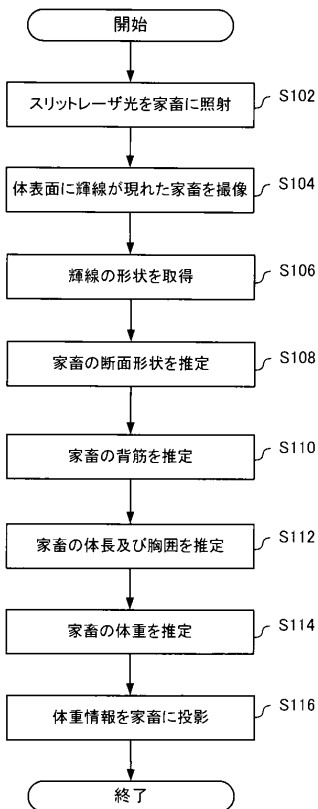 開始
スリットレーザ光を家畜に照射
S102
体表面に輝線が現れた家畜を撮像
S104
輝線の形状を取得
S106
家畜の断面形状を推定
S108
家畜の背筋を推定
S110
家畜の体長及び胸囲を推定
S112
家畜の体重を推定
S114
体重情報を家畜に投影
S116
終了